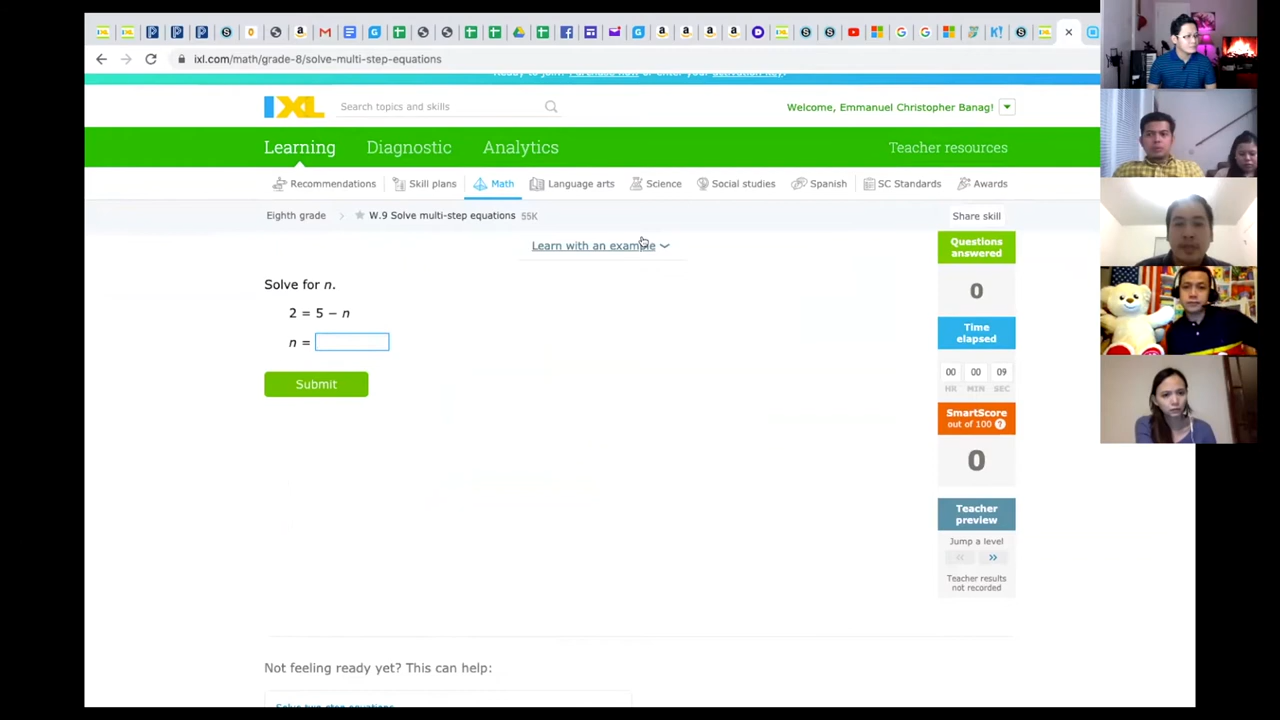 ixl.com/math/grade-8/solve-multi-step-equations
IXL
Search topics and skills
Welcome, Emmanuel Christopher Banag!
Learning
Diagnostic
Analytics
Teacher resources
Recommendations
Skill plans
Math
Language arts
Science
Social studies
Spanish
SC Standards
Awards
Eighth grade
W.9 Solve multi-step equations 55K
Share skill
Learn with an example
Solve for n.
2 = 5 − n
n =
Submit
Questions
answered
0
Time
elapsed
00 00 09
HR MIN SEC
SmartScore
out of 100 ?
0
Teacher
preview
Jump a level
Teacher results
not recorded
Not feeling ready yet? This can help: